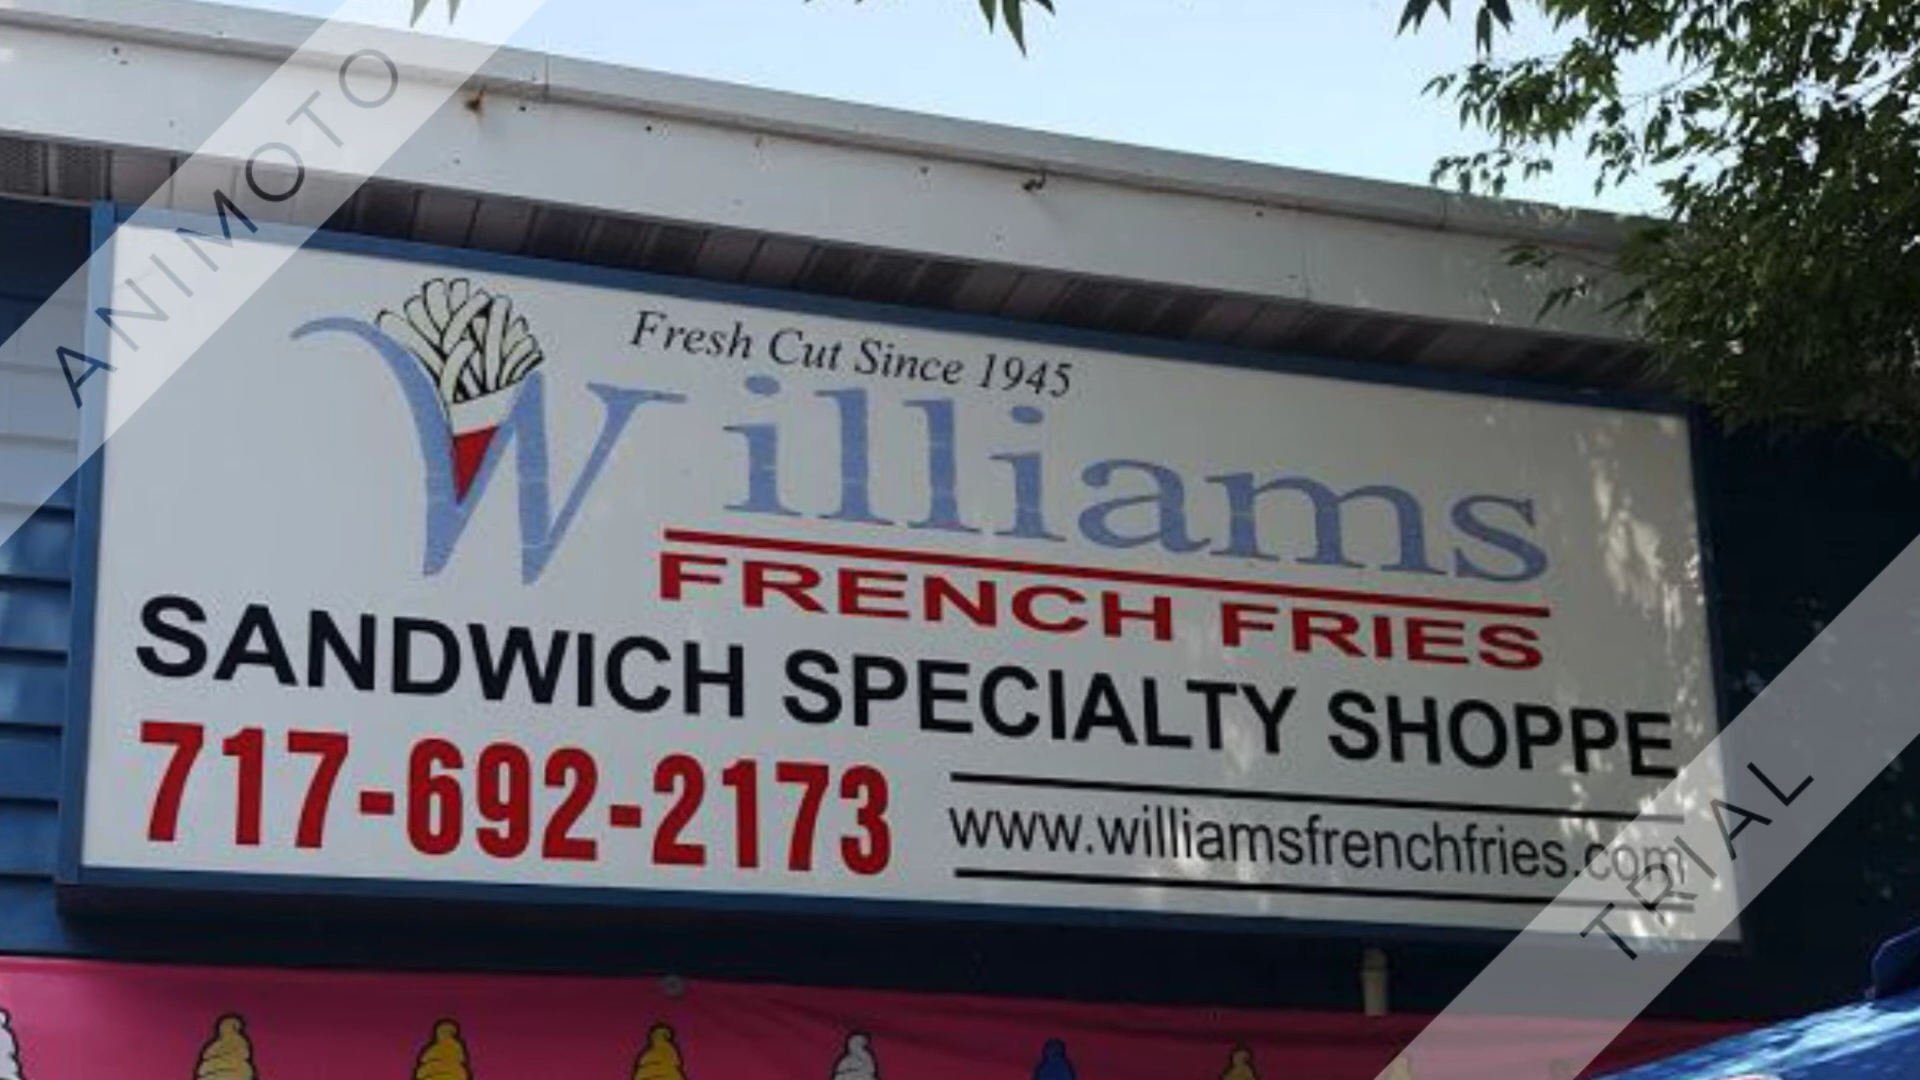 ANIMOTO
Fresh Cut Since 1945
Williams
FRENCH FRIES
SANDWICH SPECIALTY SHOPPE
717-692-2173
www.williamsfrenchfries.com
TRIAL